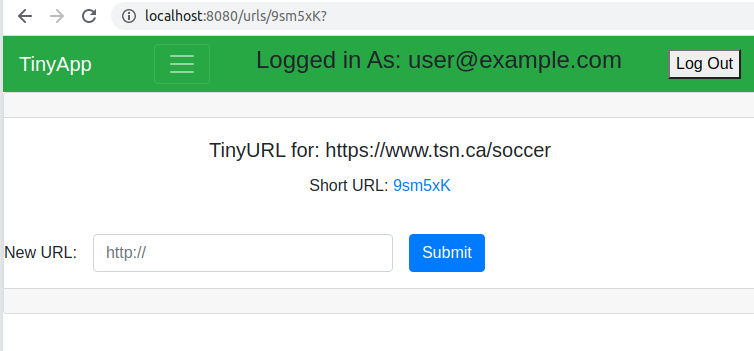 localhost:8080/urls/9sm5xK?
TinyApp Logged in As: user@example.com Log Out
TinyURL for: https://www.tsn.ca/soccer
Short URL: 9sm5xK
New URL: http:// Submit